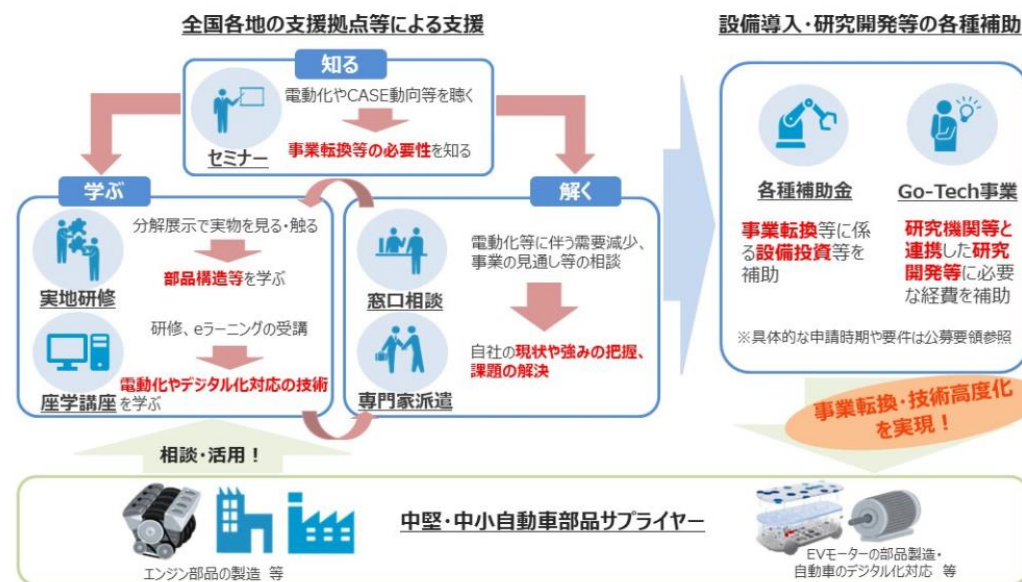 全国各地の支援拠点等による支援
知る
電動化やCASE動向等を聴く
事業転換等の必要性を知る
セミナー
学ぶ
分解展示で実物を見る・触る
部品構造等を学ぶ
実地研修
研修、eラーニングの受講
電動化やデジタル化対応の技術
を学ぶ
座学講座
解く
電動化等に伴う需要減少、
事業の見通し等の相談
窓口相談
自社の現状や強みの把握、
課題の解決
専門家派遣
設備導入・研究開発等の各種補助
各種補助金
事業転換等に係
る設備投資等を
補助
Go-Tech事業
研究機関等と
連携した研究
開発等に必要
な経費を補助
※具体的な申請時期や要件は公募要領参照
事業転換・技術高度化
を実現！
相談・活用！
中堅・中小自動車部品サプライヤー
エンジン部品の製造 等
EVモーターの部品製造・
自動車のデジタル化対応 等